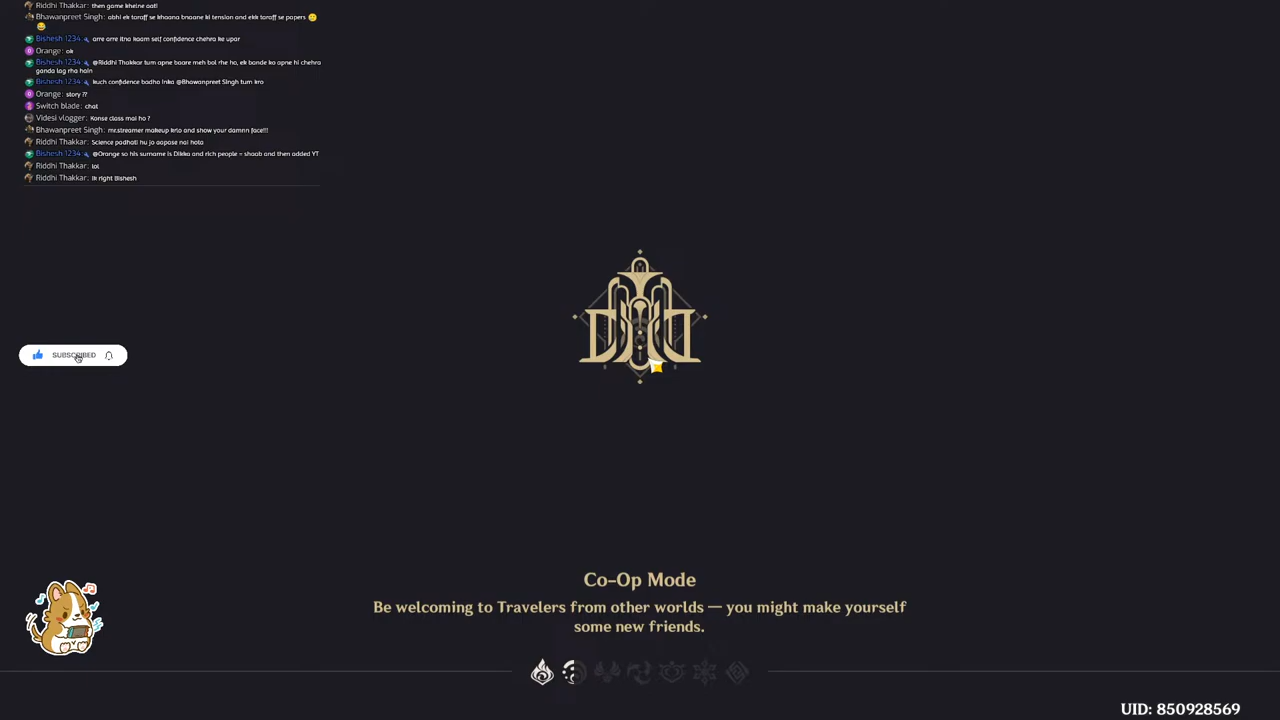 Riddhi Thakkar: then game kheine aati
Bhawanpreet Singh: abhi ek taraff se khaana bnaane ki tension and ekk taraff se papers
Bishesh 1234: arre arre itna kaam self confidence chehra ke upar
Orange: ok
Bishesh 1234: @Riddhi Thakkar tum apne baare meh bol rhe ho, ek bande ko apne hi chehra
ganda lag rha hain
Bishesh 1234: kuch confidence badho inka @Bhawanpreet Singh tum kro
Orange: story ??
Switch blade: chat
Videsi vlogger: Konse class mai ho ?
Bhawanpreet Singh: mr.streamer makeup krlo and show your damnn face!!!
Riddhi Thakkar: Science padhati hu jo aapose nai hota
Bishesh 1234: @Orange so his surname is Dikka and rich people = shaab and then added YT
Riddhi Thakkar: lol
Riddhi Thakkar: ik right Bishesh
SUBSCRIBED
Co-Op Mode
Be welcoming to Travelers from other worlds — you might make yourself
some new friends.
UID: 850928569